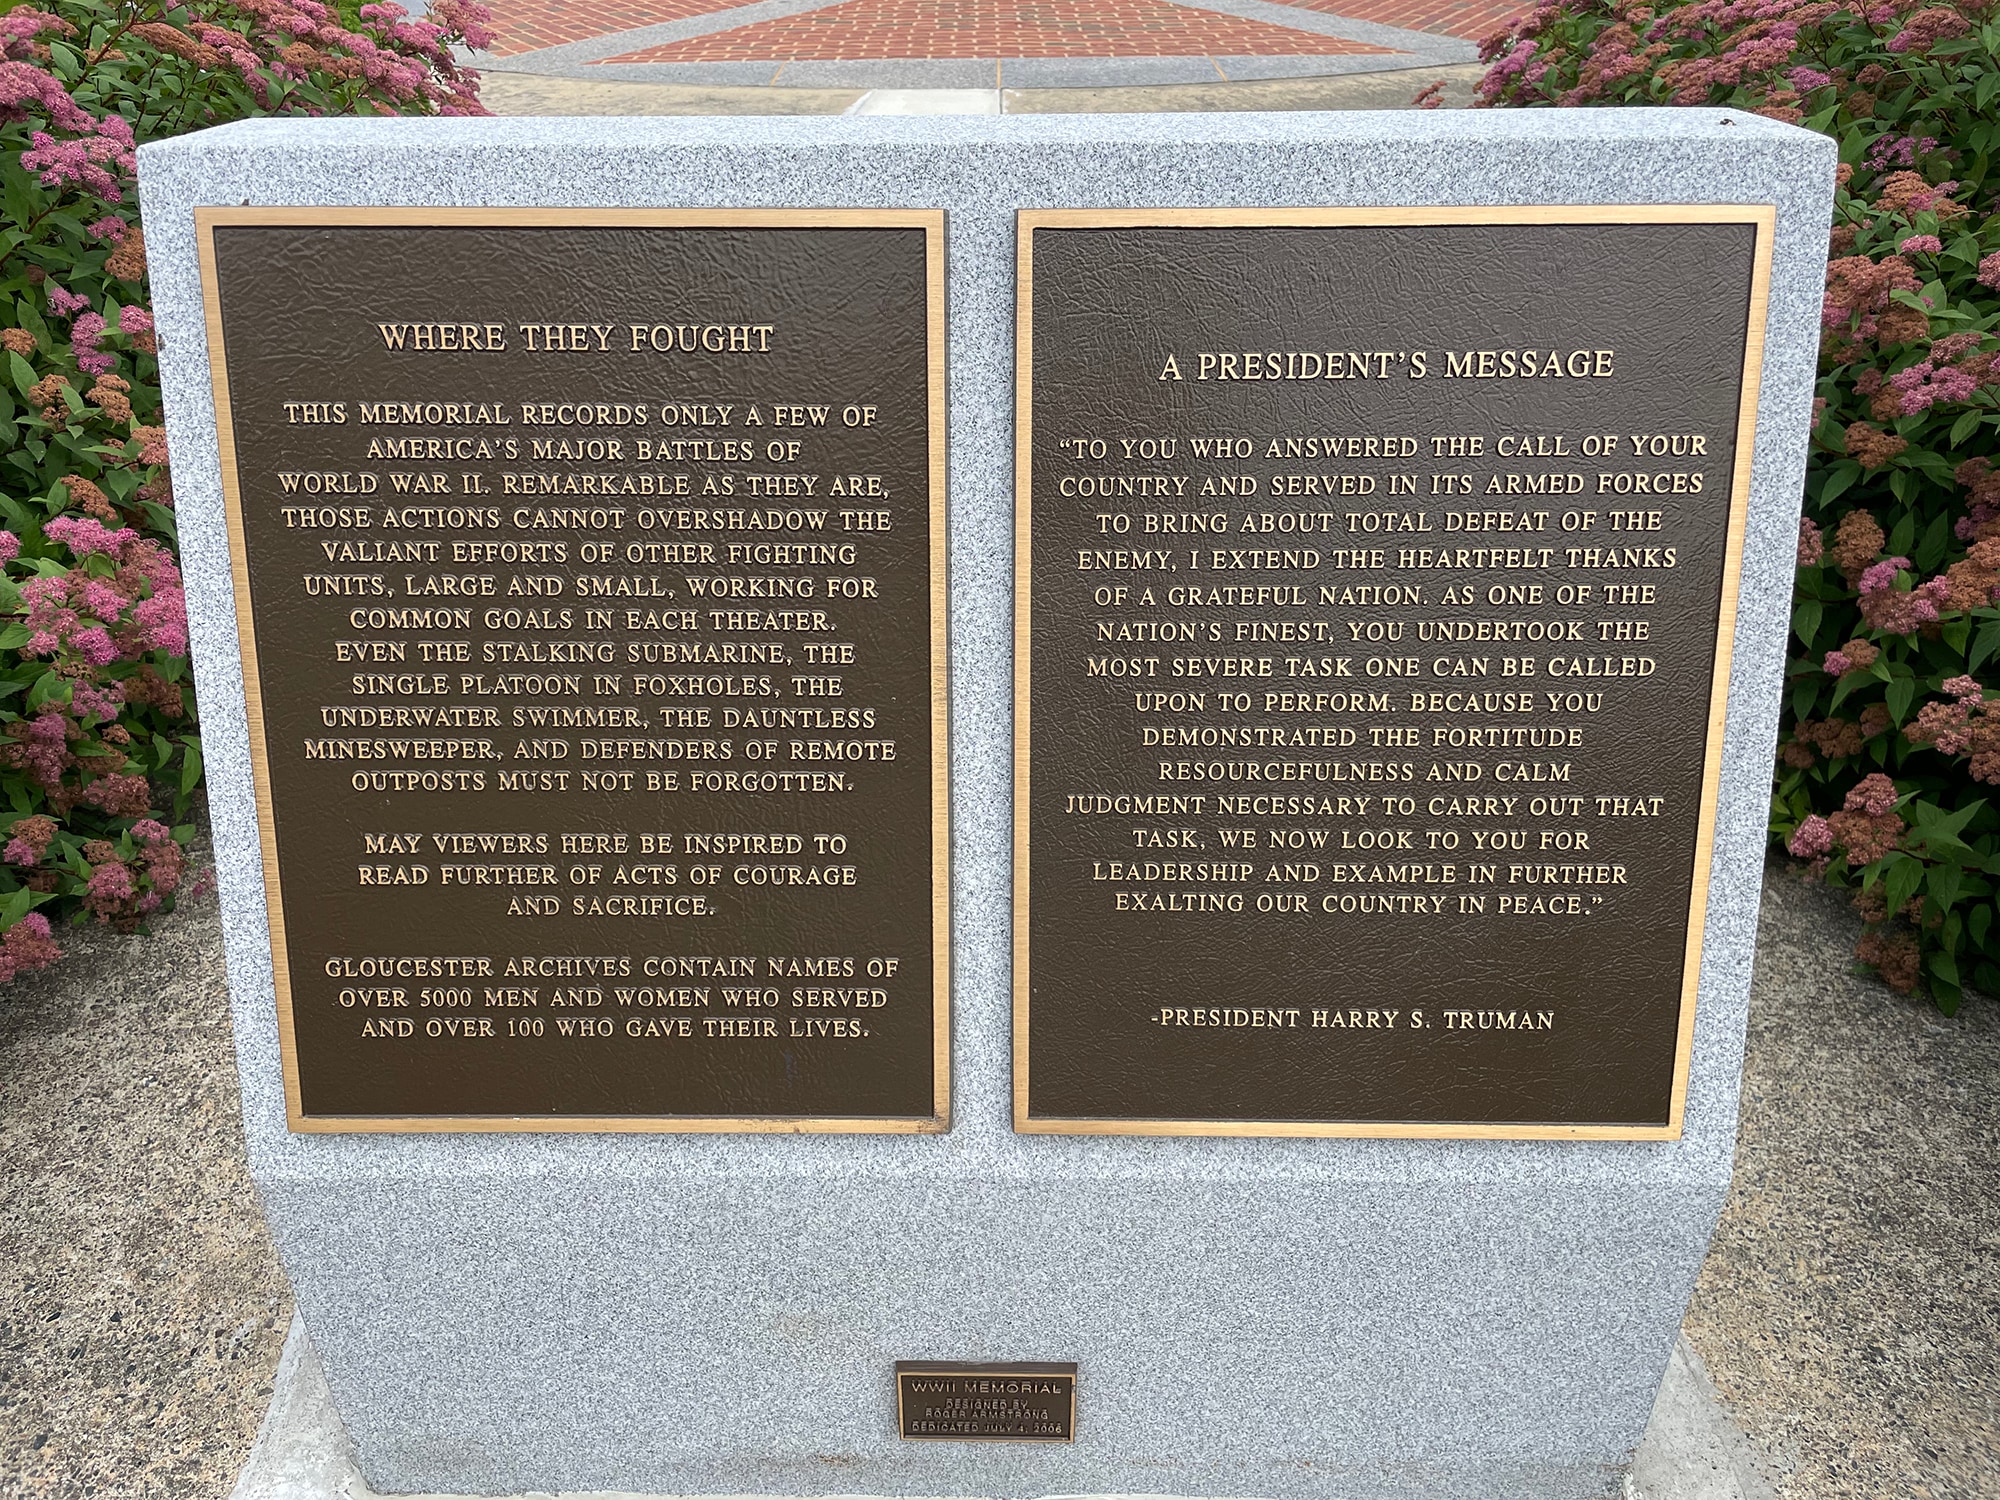 WHERE THEY FOUGHT
THIS MEMORIAL RECORDS ONLY A FEW OF
AMERICA'S MAJOR BATTLES OF
WORLD WAR II. REMARKABLE AS THEY ARE,
THOSE ACTIONS CANNOT OVERSHADOW THE
VALIANT EFFORTS OF OTHER FIGHTING
UNITS, LARGE AND SMALL, WORKING FOR
COMMON GOALS IN EACH THEATER.
EVEN THE STALKING SUBMARINE, THE
SINGLE PLATOON IN FOXHOLES, THE
UNDERWATER SWIMMER, THE DAUNTLESS
MINESWEEPER, AND DEFENDERS OF REMOTE
OUTPOSTS MUST NOT BE FORGOTTEN.
MAY VIEWERS HERE BE INSPIRED TO
READ FURTHER OF ACTS OF COURAGE
AND SACRIFICE.
GLOUCESTER ARCHIVES CONTAIN NAMES OF
OVER 5000 MEN AND WOMEN WHO SERVED
AND OVER 100 WHO GAVE THEIR LIVES.
A PRESIDENT'S MESSAGE
“TO YOU WHO ANSWERED THE CALL OF YOUR
COUNTRY AND SERVED IN ITS ARMED FORCES
TO BRING ABOUT TOTAL DEFEAT OF THE
ENEMY, I EXTEND THE HEARTFELT THANKS
OF A GRATEFUL NATION. AS ONE OF THE
NATION'S FINEST, YOU UNDERTOOK THE
MOST SEVERE TASK ONE CAN BE CALLED
UPON TO PERFORM. BECAUSE YOU
DEMONSTRATED THE FORTITUDE
RESOURCEFULNESS AND CALM
JUDGMENT NECESSARY TO CARRY OUT THAT
TASK, WE NOW LOOK TO YOU FOR
LEADERSHIP AND EXAMPLE IN FURTHER
EXALTING OUR COUNTRY IN PEACE.”
-PRESIDENT HARRY S. TRUMAN
WWII MEMORIAL
DESIGNED BY
ROGER ARMSTRONG
DEDICATED JULY 4, 2006